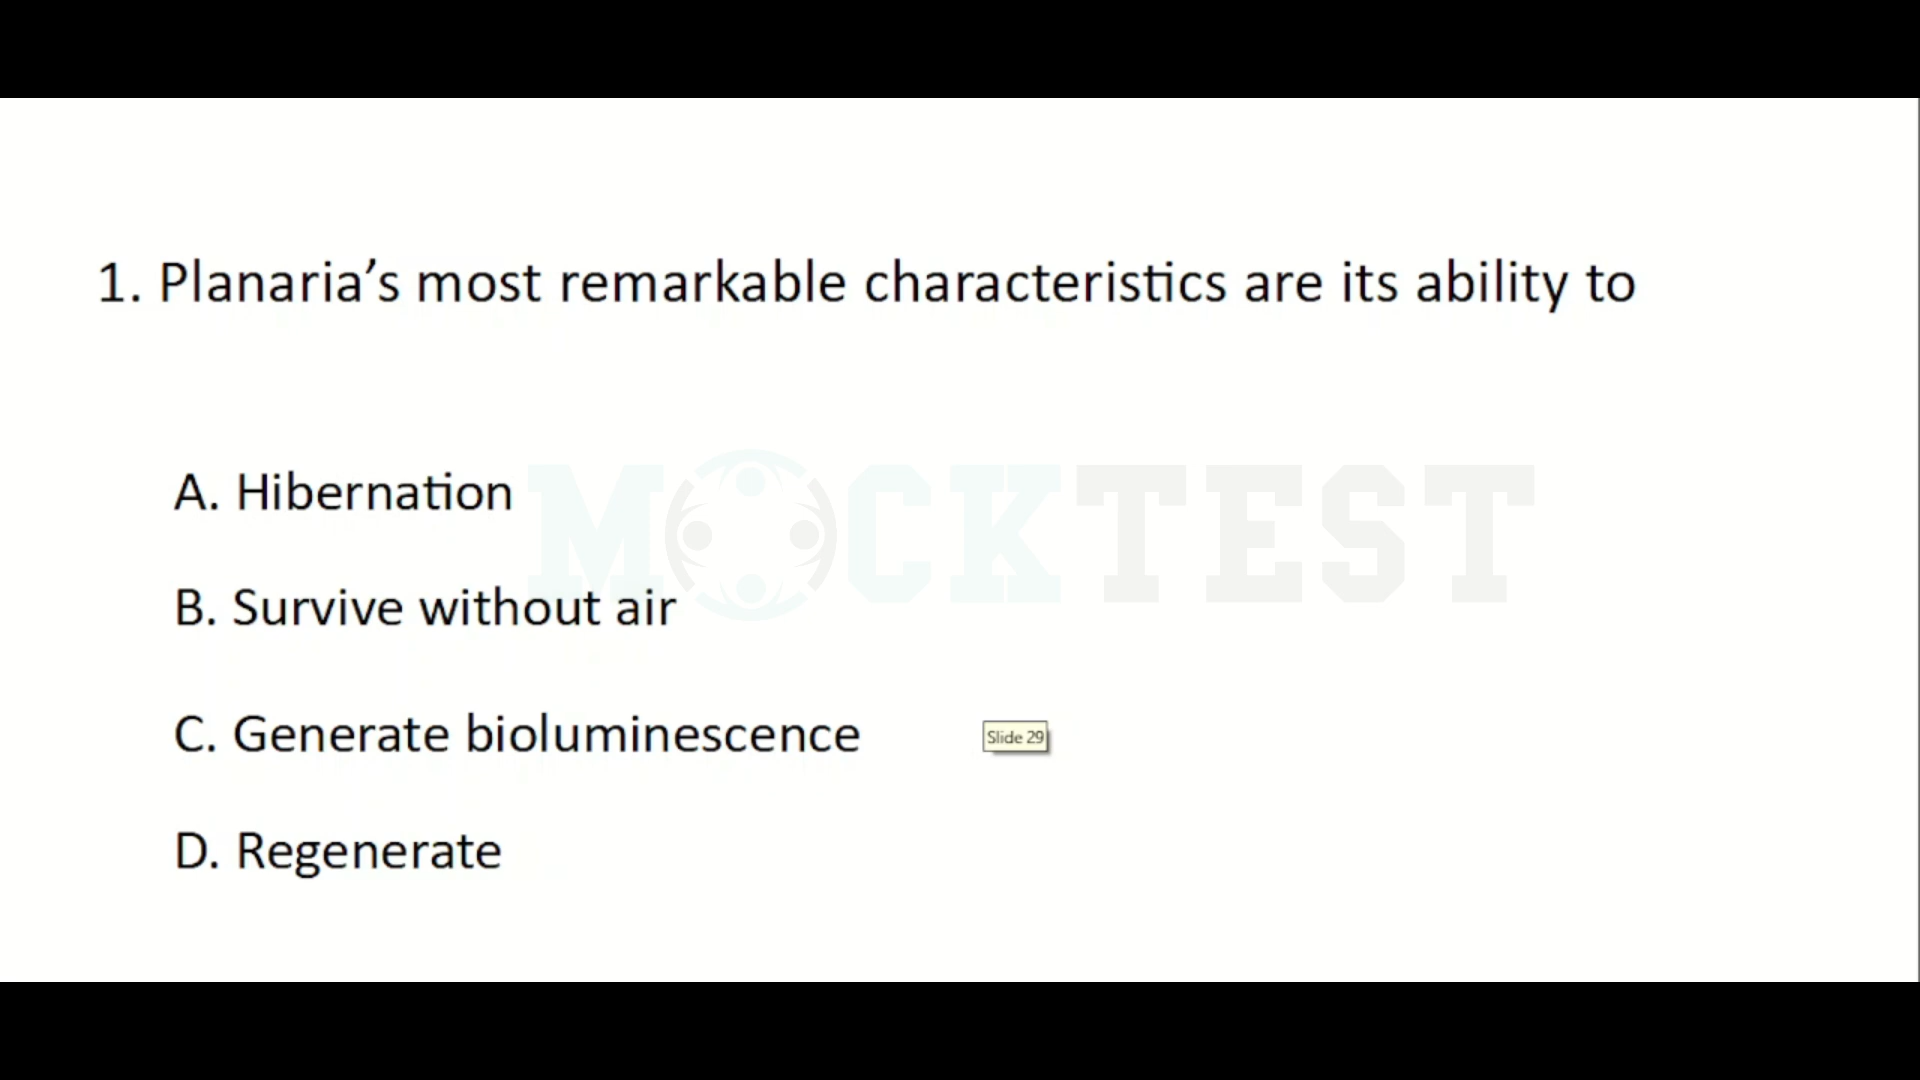 1. Planaria’s most remarkable characteristics are its ability to
A. Hibernation
MOCKTEST
B. Survive without air
C. Generate bioluminescence
Slide 29
D. Regenerate